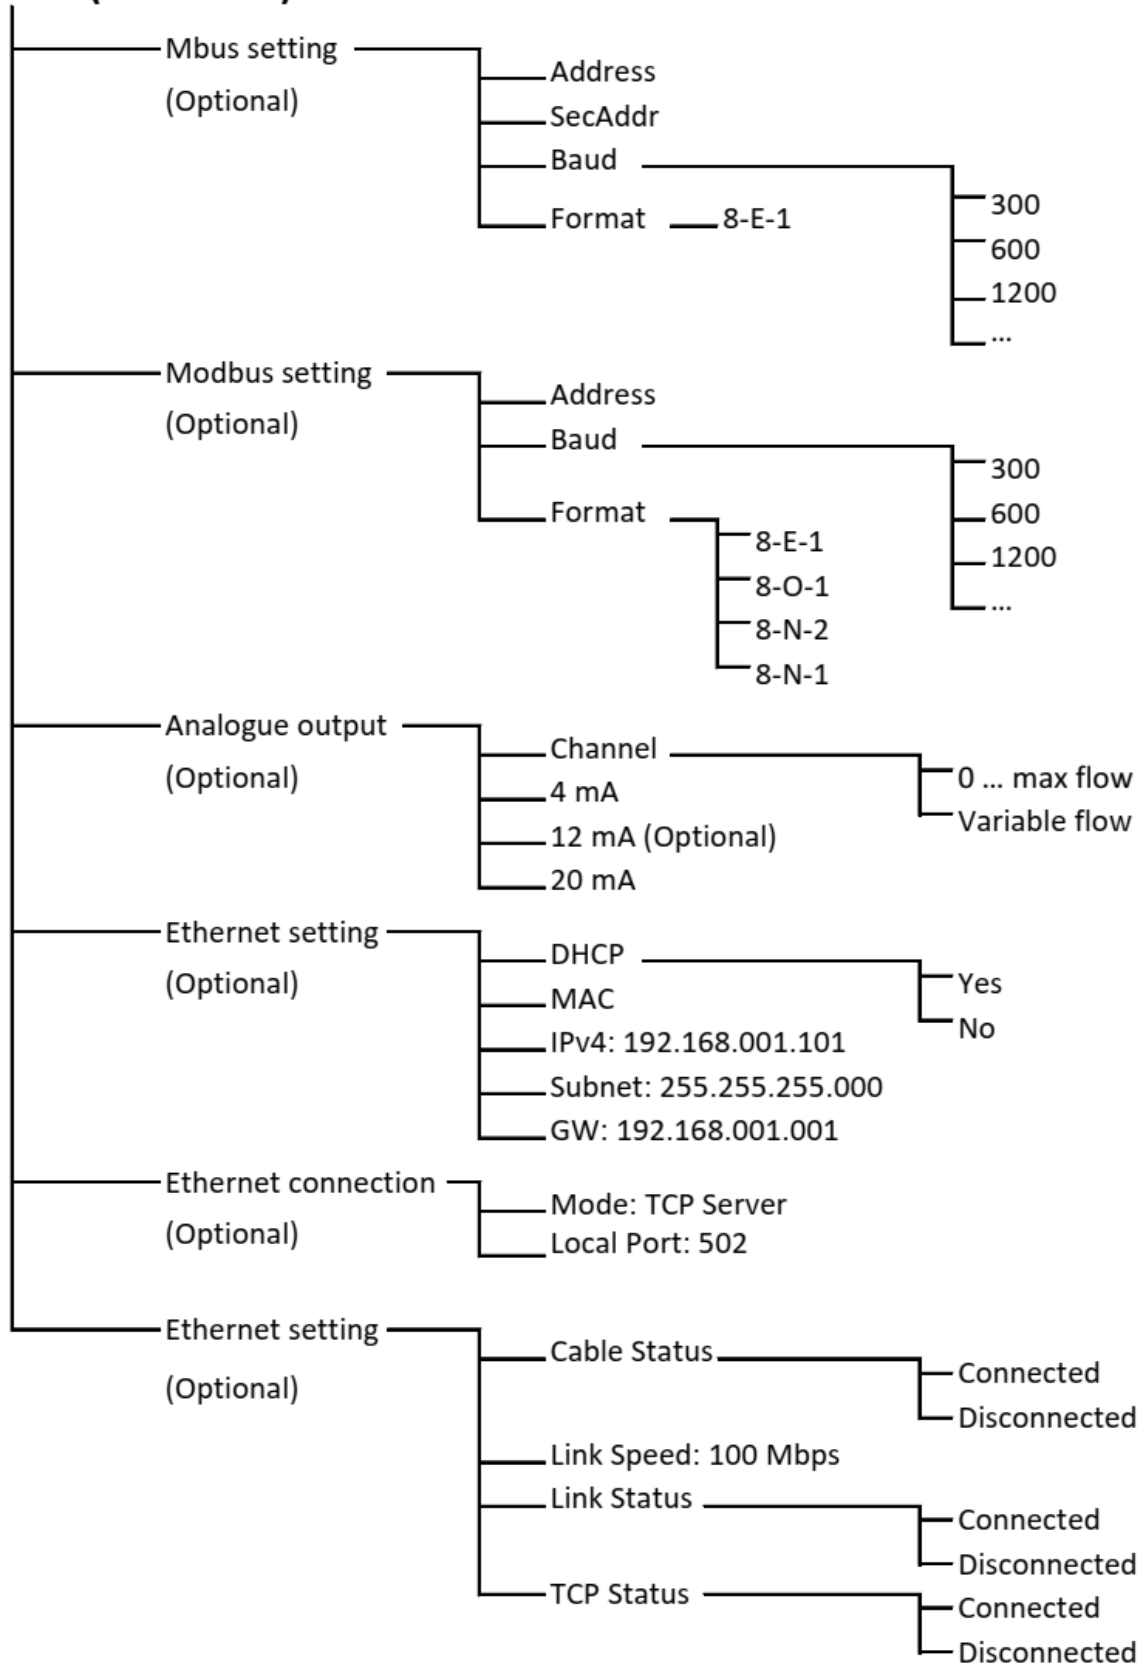 Mbus setting
(Optional)
Address
SecAddr
Baud
300
600
1200
...
Format
8-E-1
Modbus setting
(Optional)
Address
Baud
300
600
1200
...
Format
8-E-1
8-O-1
8-N-2
8-N-1
Analogue output
(Optional)
Channel
0 ... max flow
Variable flow
4 mA
12 mA (Optional)
20 mA
Ethernet setting
(Optional)
DHCP
Yes
No
MAC
IPv4: 192.168.001.101
Subnet: 255.255.255.000
GW: 192.168.001.001
Ethernet connection
(Optional)
Mode: TCP Server
Local Port: 502
Ethernet setting
(Optional)
Cable Status
Connected
Disconnected
Link Speed: 100 Mbps
Link Status
Connected
Disconnected
TCP Status
Connected
Disconnected